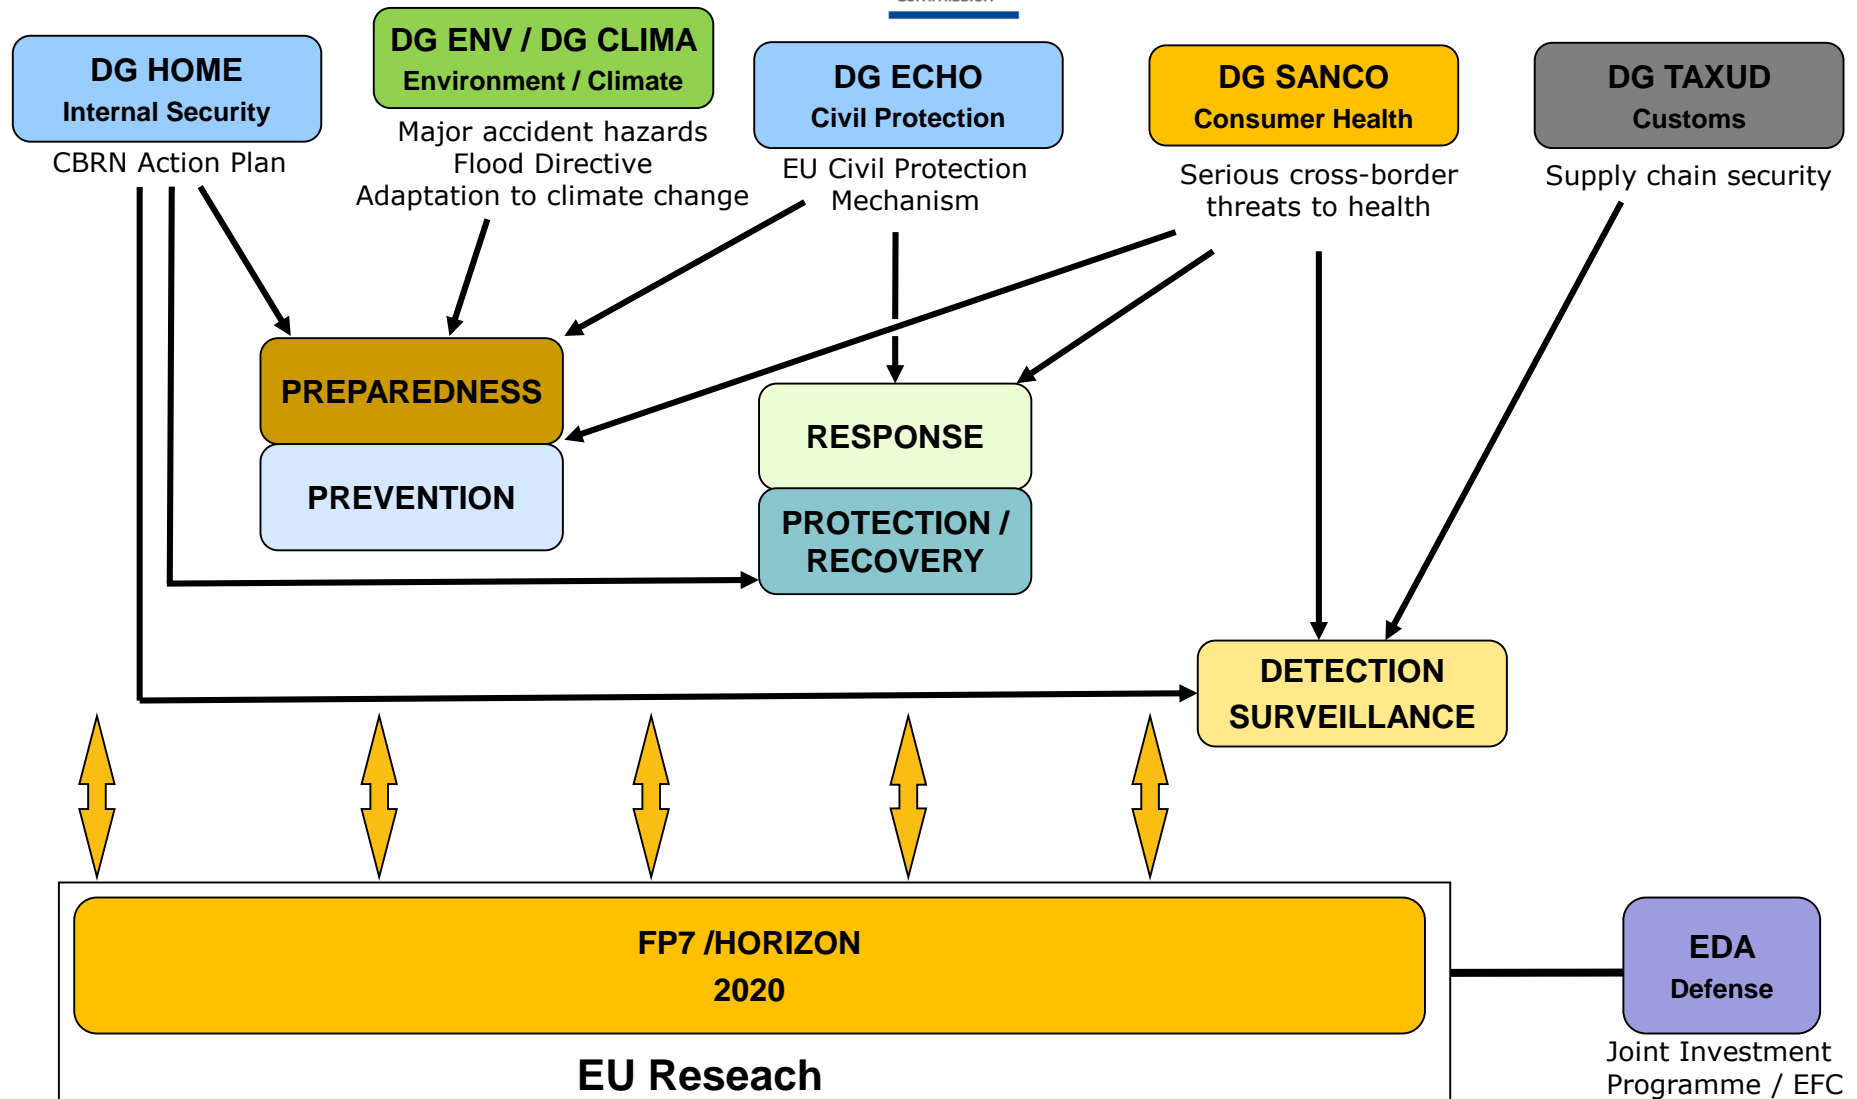 DG HOME
Internal Security
CBRN Action Plan
DG ENV / DG CLIMA
Environment / Climate
Major accident hazards
Flood Directive
Adaptation to climate change
DG ECHO
Civil Protection
EU Civil Protection
Mechanism
DG SANCO
Consumer Health
Serious cross-border
threats to health
DG TAXUD
Customs
Supply chain security
PREPAREDNESS
PREVENTION
RESPONSE
PROTECTION /
RECOVERY
DETECTION
SURVEILLANCE
FP7 /HORIZON
2020
EU Reseach
EDA
Defense
Joint Investment
Programme / EFC